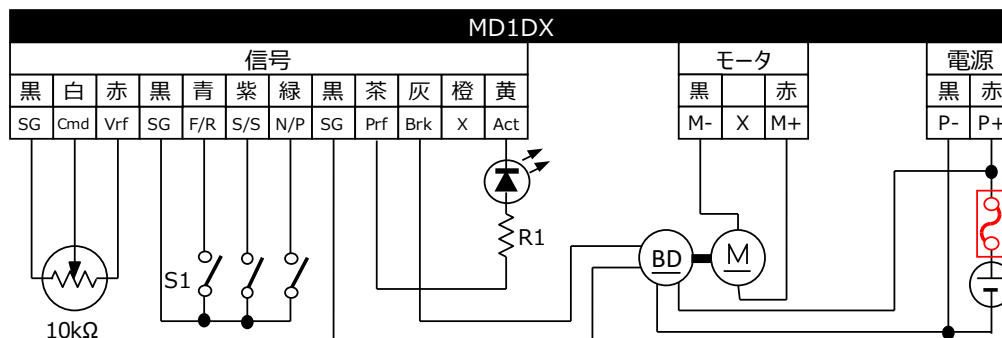 MD1DX
信号 モータ 電源
黒 白 赤 黒 青 紫 緑 黒 茶 灰 橙 黄 黒 赤 黒 赤
SG Cmd Vrf SG F/R S/S N/P SG Prf Brk X Act M- X M+ P- P+
R1
BD M
S1
10kΩ